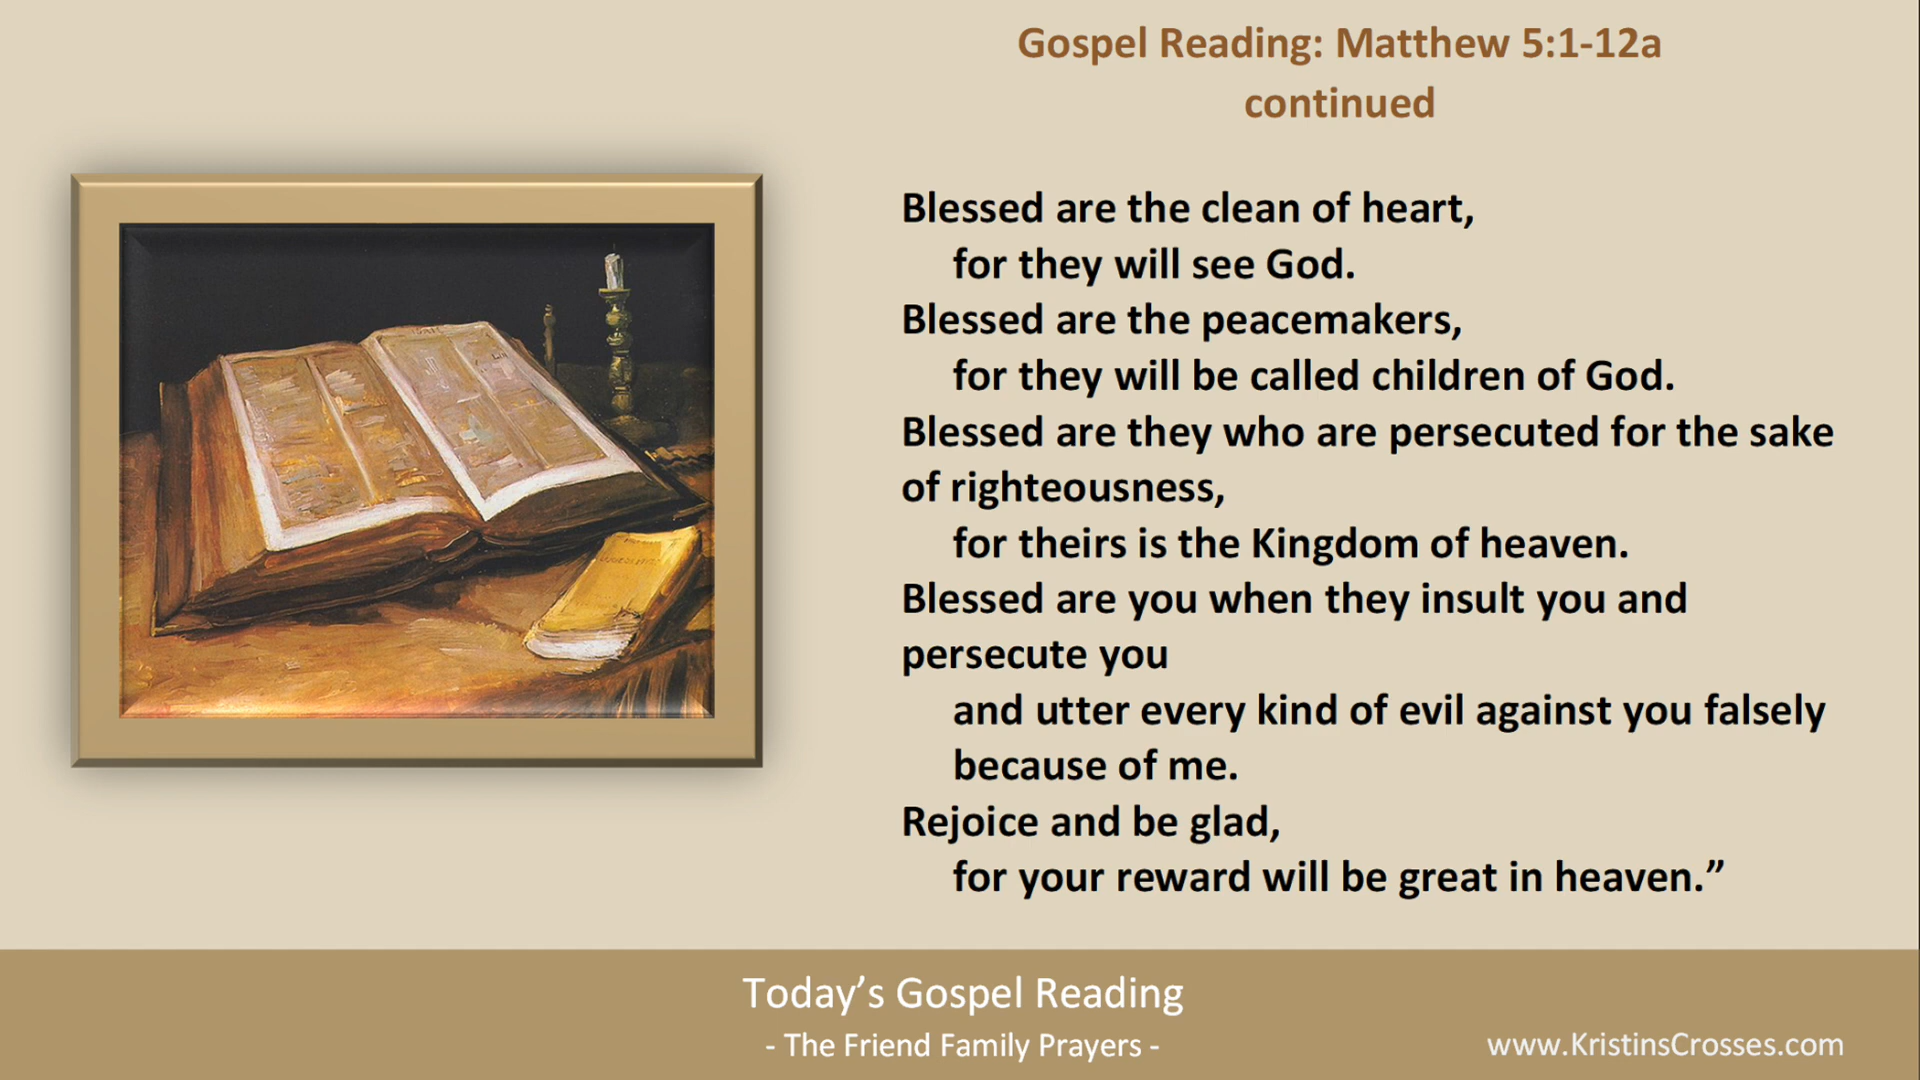 Gospel Reading: Matthew 5:1-12a
continued
Blessed are the clean of heart,
for they will see God.
Blessed are the peacemakers,
for they will be called children of God.
Blessed are they who are persecuted for the sake
of righteousness,
for theirs is the Kingdom of heaven.
Blessed are you when they insult you and
persecute you
and utter every kind of evil against you falsely
because of me.
Rejoice and be glad,
for your reward will be great in heaven.”
Today’s Gospel Reading
- The Friend Family Prayers -
www.KristinsCrosses.com